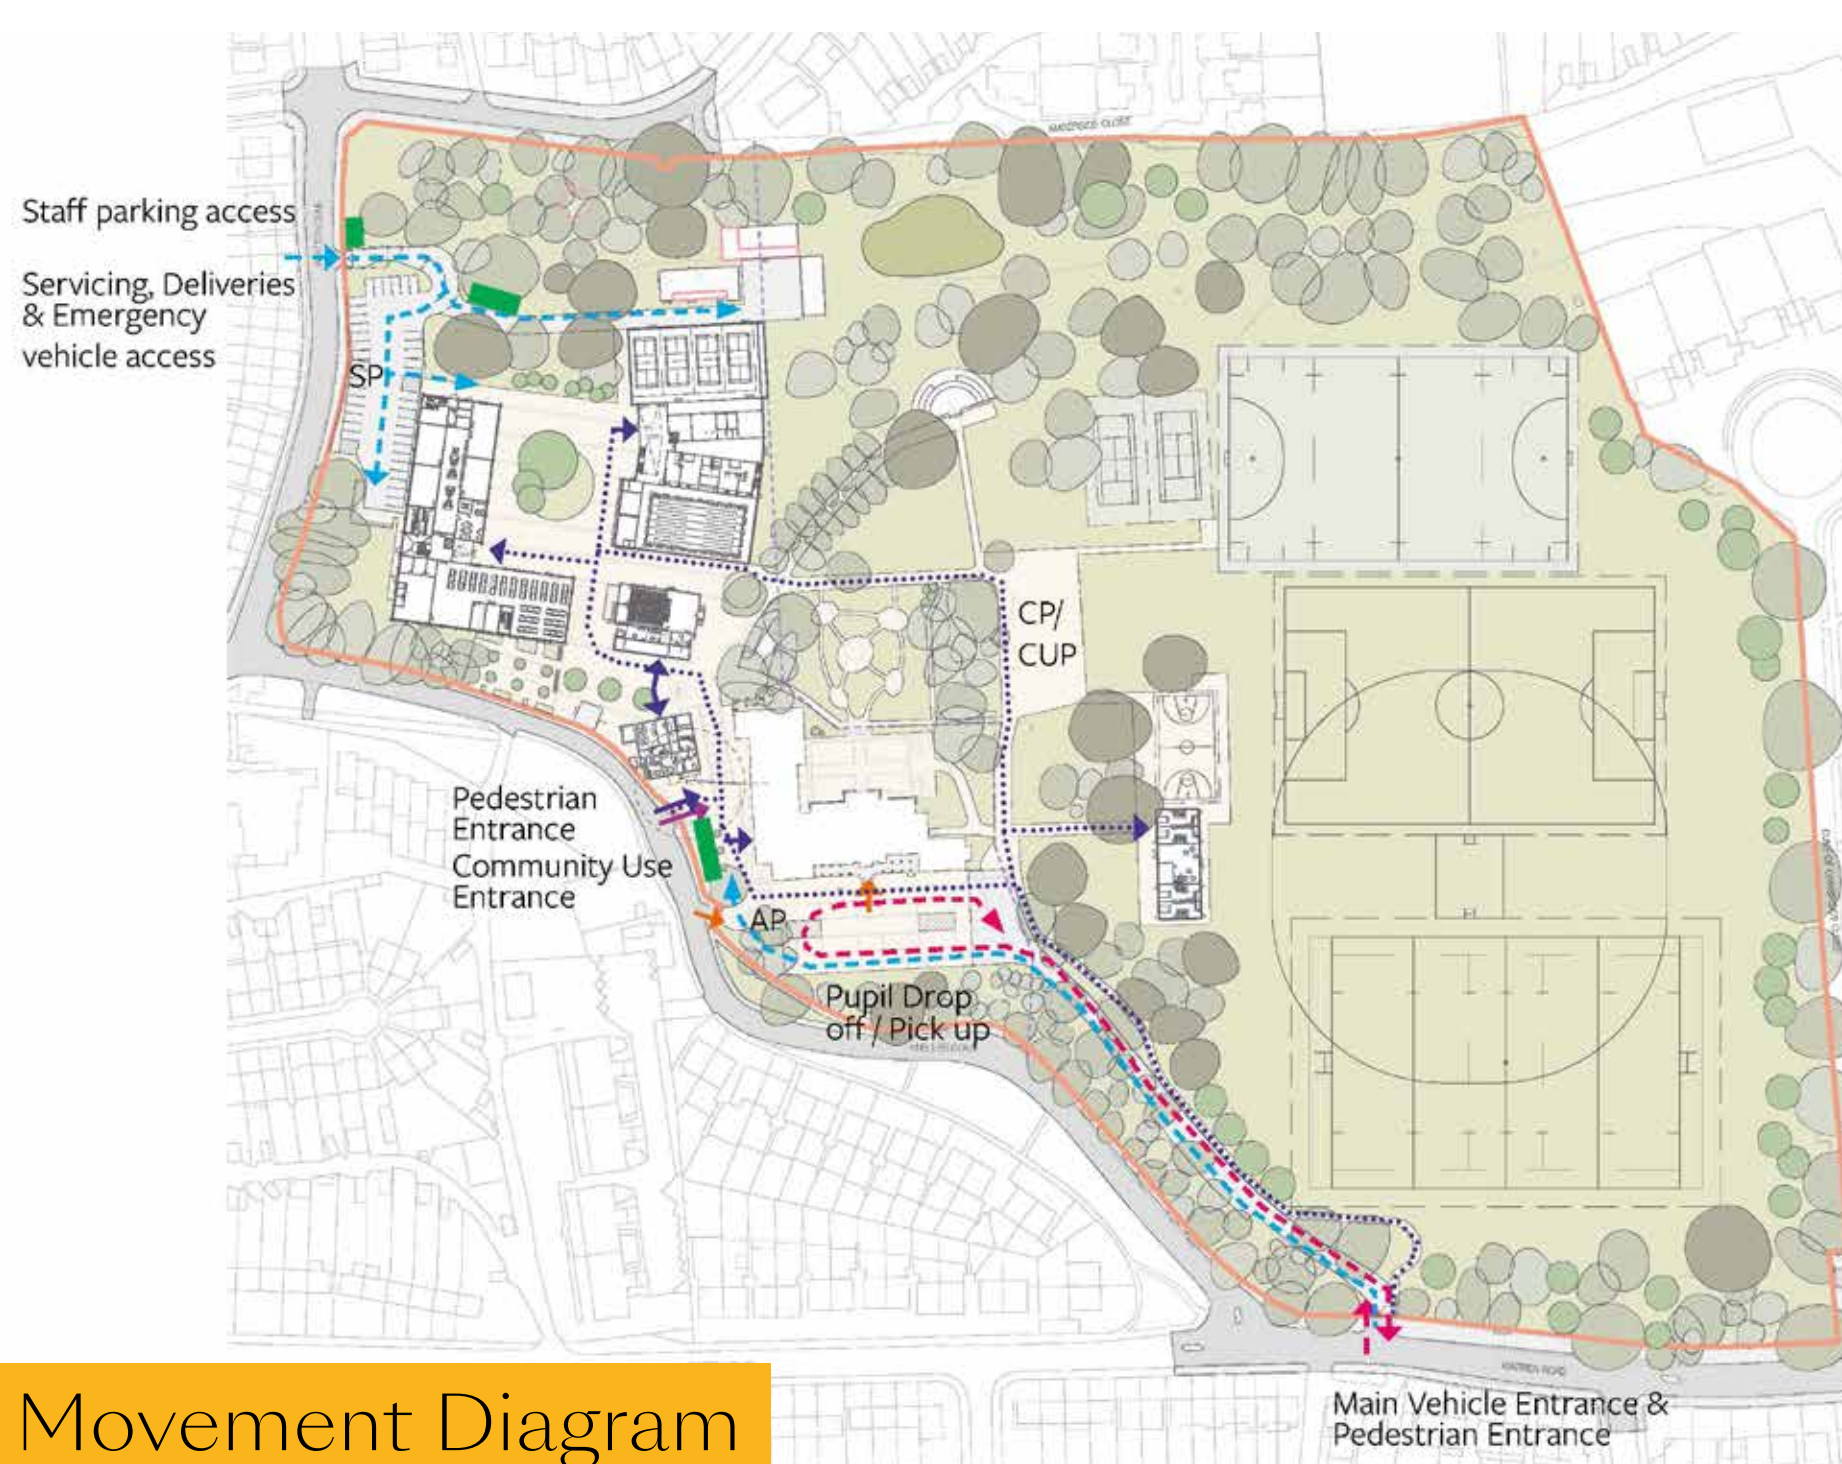 Staff parking access
Servicing, Deliveries
& Emergency
vehicle access
SP
CP/
CUP
Pedestrian
Entrance
Community Use
Entrance
AP
Pupil Drop
off / Pick up
Main Vehicle Entrance &
Pedestrian Entrance
Movement Diagram